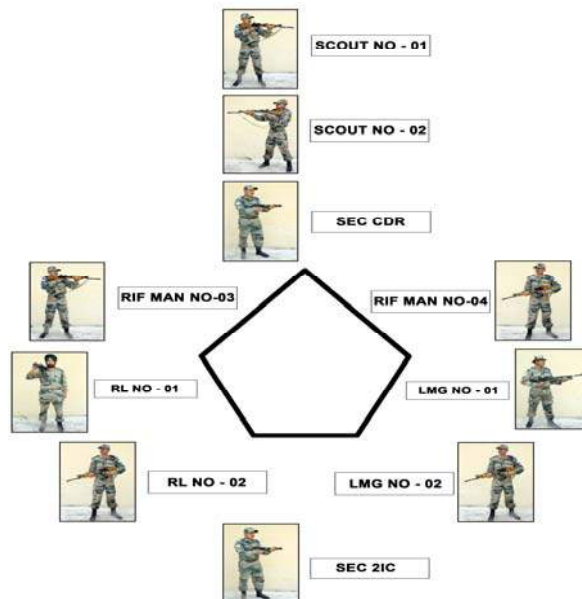 SCOUT NO - 01
SCOUT NO - 02
SEC CDR
RIF MAN NO-03
RIF MAN NO-04
RL NO - 01
LMG NO - 01
RL NO - 02
LMG NO - 02
SEC 2IC